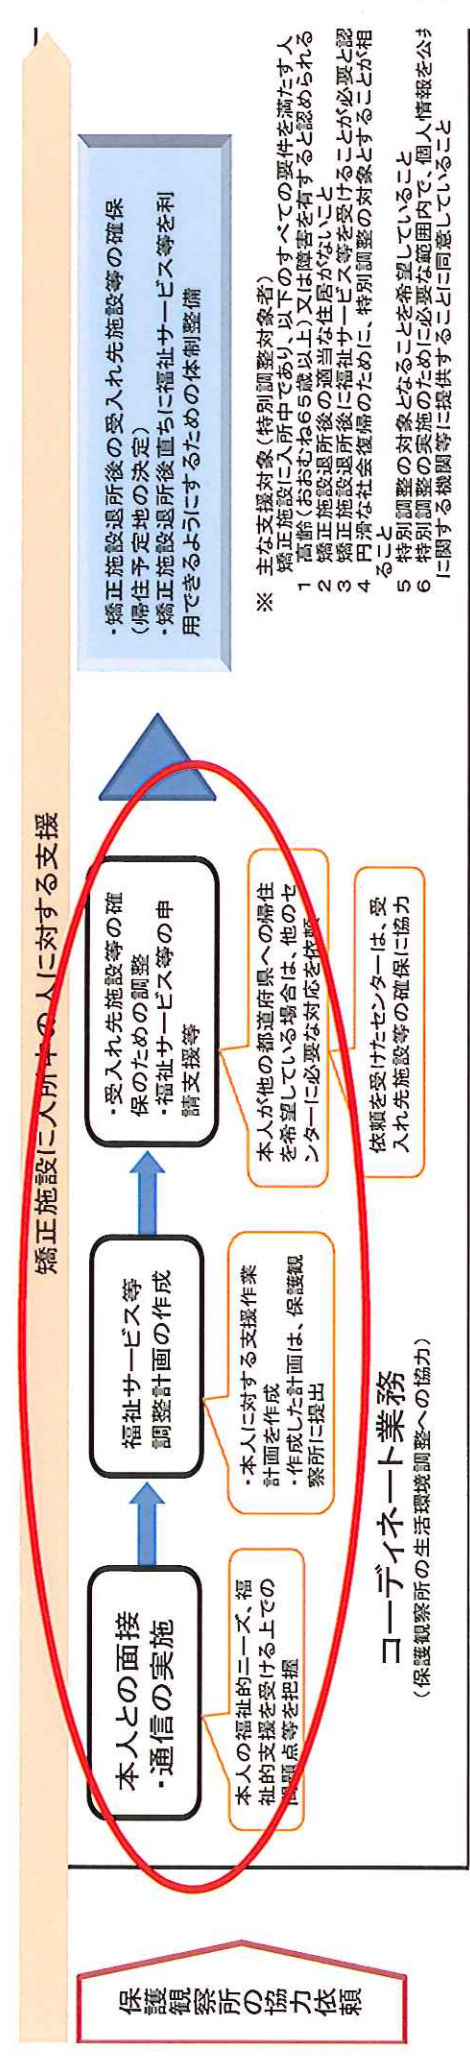 矯正施設に入所中の人に対する支援
保護観察所の協力依頼
本人との面接
・通信の実施
本人の福祉的ニーズ、福
祉的支援を受ける上での
問題点等を把握
福祉サービス等
調整計画の作成
・本人に対する支援作業
計画を作成
・作成した計画は、保護観
察所に提出
・受入れ先施設等の確
保のための調整
・福祉サービス等の申
請支援等
本人が他の都道府県への帰住
を希望している場合は、他のセ
ンターに必要な対応を依頼
依頼を受けたセンターは、受
入れ先施設等の確保に協力
コーディネート業務
(保護観察所の生活環境調整への協力)
・矯正施設退所後の受入れ先施設等の確保
(帰住予定地の決定)
・矯正施設退所後直ちに福祉サービス等を利
用できるようにするための体制整備
※ 主な支援対象(特別調整対象者)
矯正施設に入所中であり、以下のすべての要件を満たす人
1 高齢(おおむね65歳以上)又は障害を有すると認められる
2 矯正施設退所後の適当な住居がないこと
3 矯正施設退所後に福祉サービス等を受けることが必要と認
4 円滑な社会復帰のために、特別調整の対象とすることが相
ること
5 特別調整の対象となることを希望していること
6 特別調整の実施のために必要な範囲内で、個人情報を公
に関する機関等に提供することに同意していること